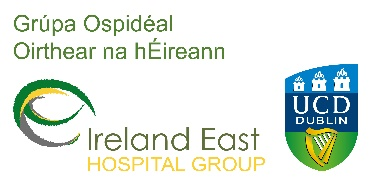 Grúpa Ospidéal
Oirthear na hÉireann
Ireland East
HOSPITAL GROUP
UCD
DUBLIN